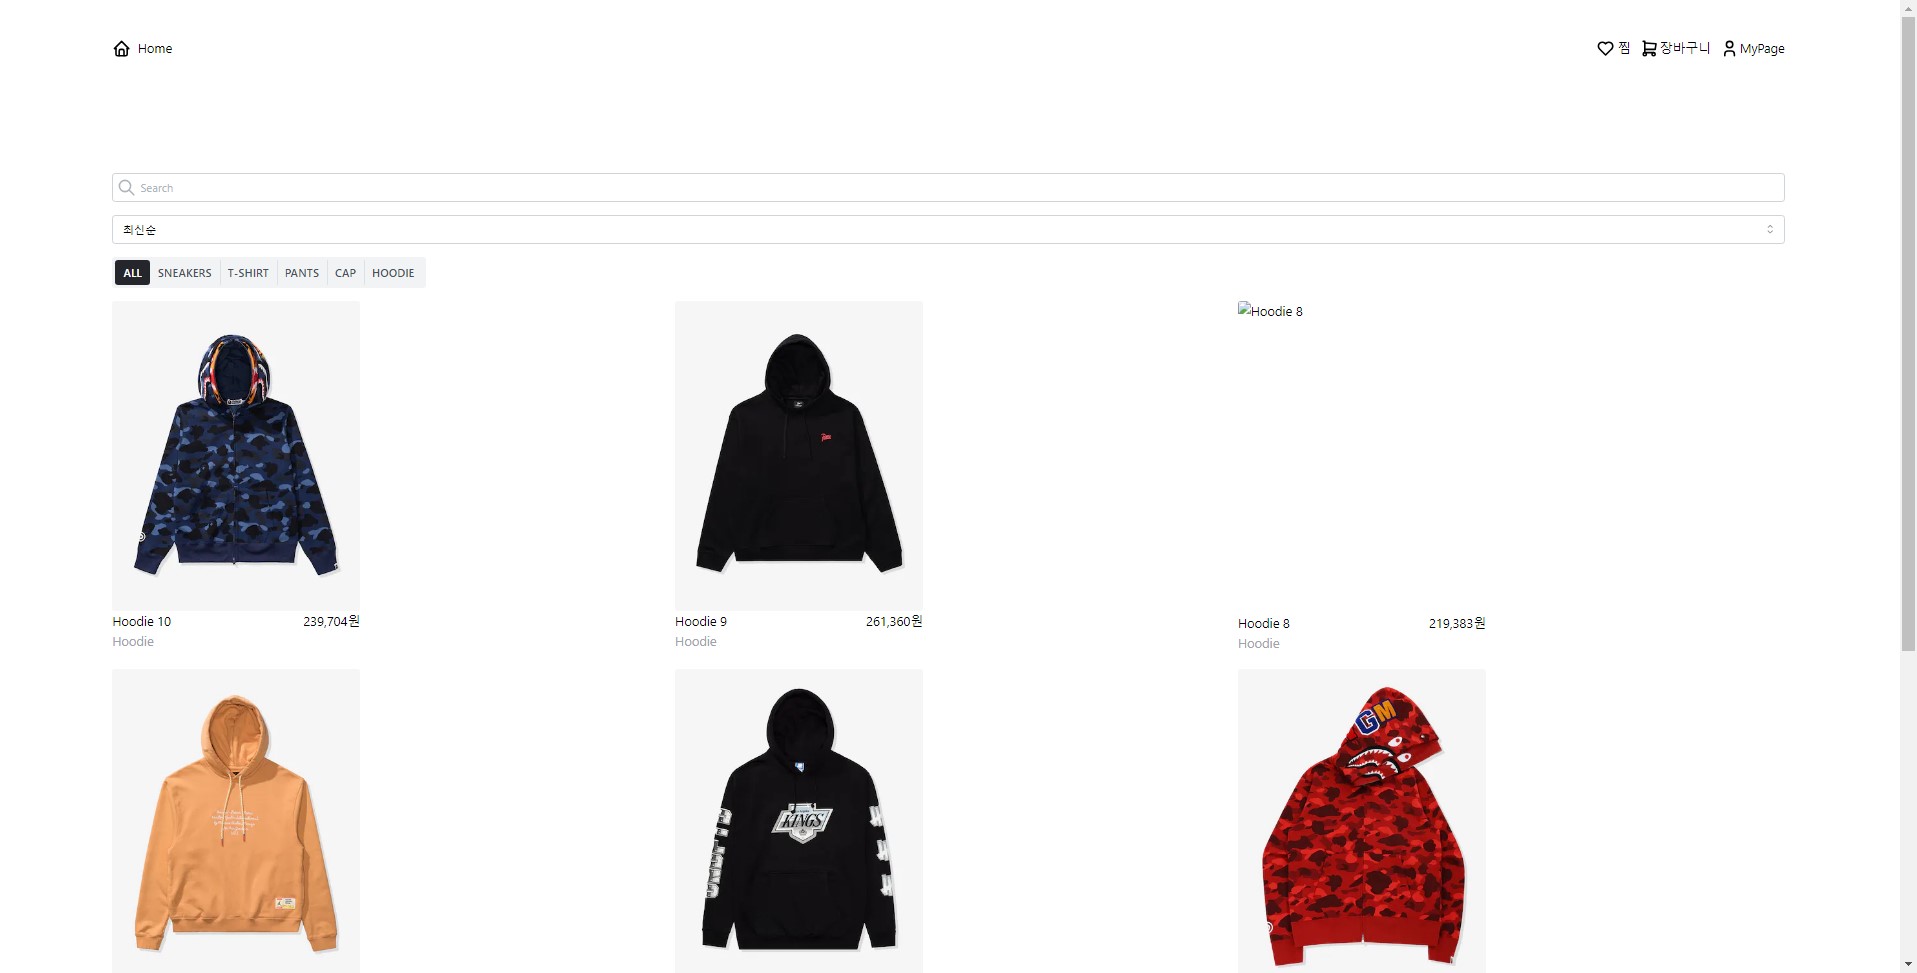 Home
찜 장바구니 MyPage
Search
최신순
ALL SNEAKERS T-SHIRT PANTS CAP HOODIE
Hoodie 8
Hoodie 10 239,704원
Hoodie
Hoodie 9 261,360원
Hoodie
Hoodie 8 219,383원
Hoodie
KINGS
GM